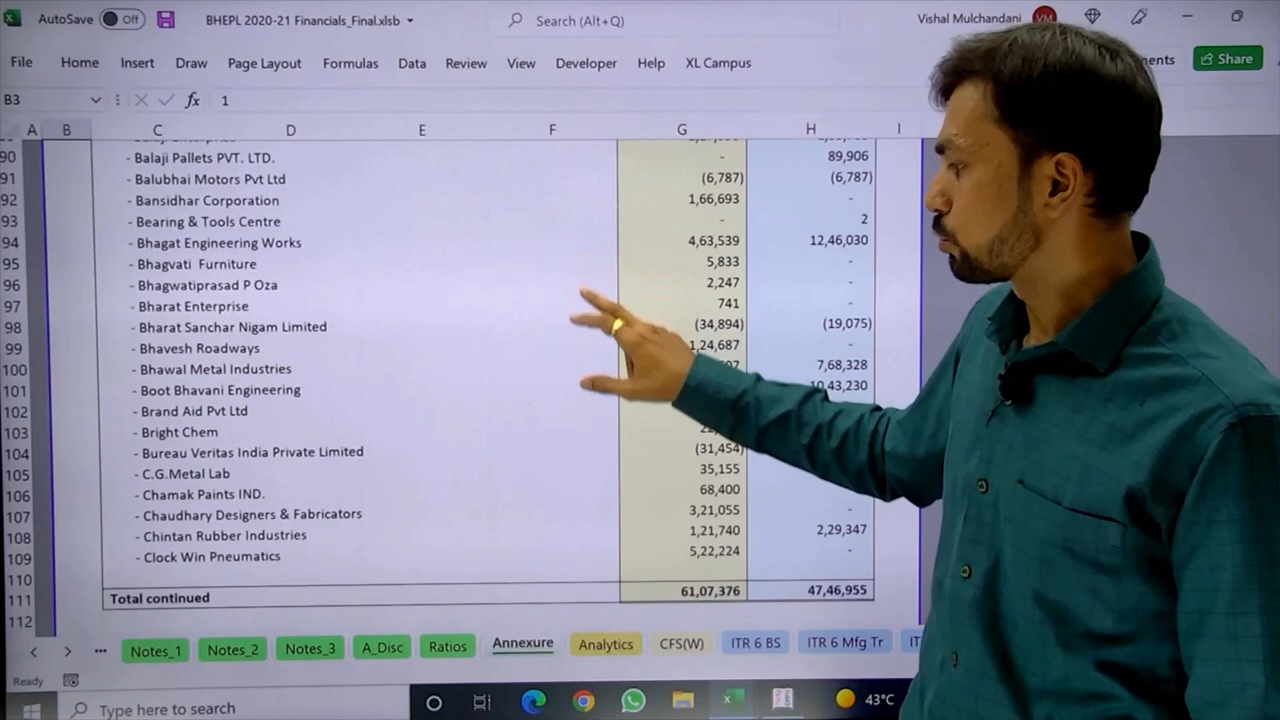 AutoSave Off BHEPL 2020-21 Financials_Final.xlsb Search (Alt+Q) Vishal Mulchandani VM
File Home Insert Draw Page Layout Formulas Data Review View Developer Help XL Campus Share
B3 fx 1
A B C D E F G H I
90 - Balaji Pallets PVT. LTD. - 89,906
91 - Balubhai Motors Pvt Ltd (6,787) (6,787)
92 - Bansidhar Corporation 1,66,693 -
93 - Bearing & Tools Centre - 2
94 - Bhagat Engineering Works 4,63,539 12,46,030
95 - Bhagvati Furniture 5,833 -
96 - Bhagwatiprasad P Oza 2,247 -
97 - Bharat Enterprise 741 -
98 - Bharat Sanchar Nigam Limited (34,894) (19,075)
99 - Bhavesh Roadways 1,24,687 -
100 - Bhawal Metal Industries 7,68,328
101 - Boot Bhavani Engineering 10,43,230
102 - Brand Aid Pvt Ltd
103 - Bright Chem
104 - Bureau Veritas India Private Limited (31,454)
105 - C.G.Metal Lab 35,155
106 - Chamak Paints IND. 68,400
107 - Chaudhary Designers & Fabricators 3,21,055 -
108 - Chintan Rubber Industries 1,21,740 2,29,347
109 - Clock Win Pneumatics 5,22,224 -
110
111 Total continued 61,07,376 47,46,955
112
Notes_1 Notes_2 Notes_3 A_Disc Ratios Annexure Analytics CFS(W) ITR 6 BS ITR 6 Mfg Tr
Ready
Type here to search 43°C